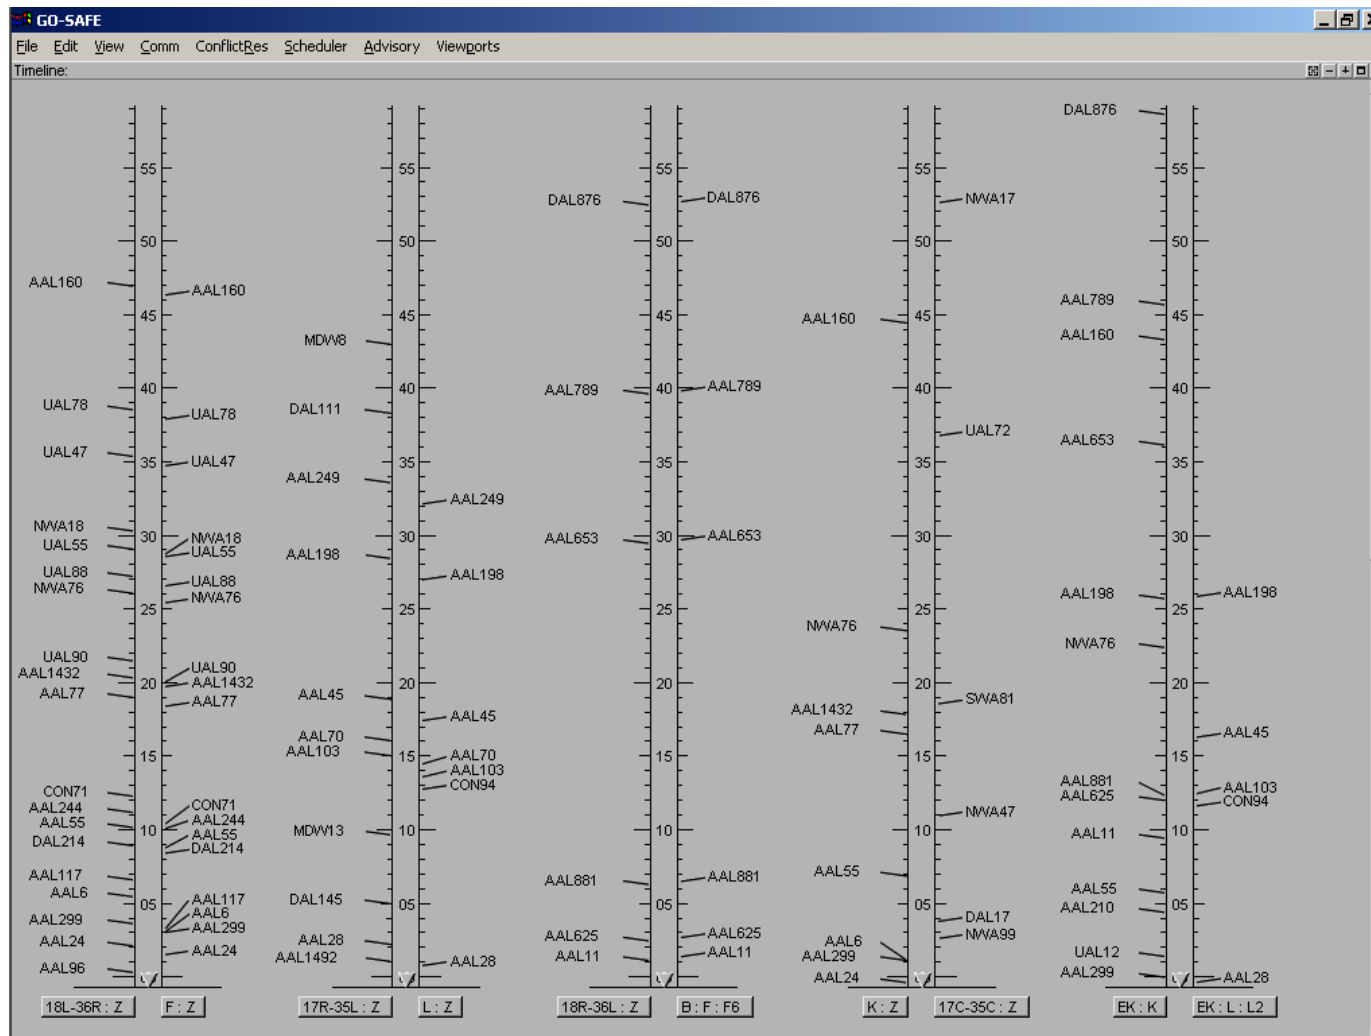 GO-SAFE
File Edit View Comm ConflictRes Scheduler Advisory Viewports
Timeline:
55
50
45
40
35
30
25
20
15
10
05
AAL160
UAL78
UAL47
NWA18
UAL55
UAL88
NWA76
UAL90
AAL1432
AAL77
CON71
AAL244
AAL55
DAL214
AAL117
AAL6
AAL299
AAL24
AAL96
AAL160
UAL78
UAL47
NWA18
UAL55
UAL88
NWA76
UAL90
AAL1432
AAL77
CON71
AAL244
AAL55
DAL214
AAL117
AAL6
AAL299
AAL24
18L-36R : Z
F : Z
55
50
45
40
35
30
25
20
15
10
05
MDW8
DAL111
AAL249
AAL198
AAL45
AAL70
AAL103
MDW13
DAL145
AAL28
AAL1492
AAL249
AAL198
AAL45
AAL70
AAL103
CON94
AAL28
17R-35L : Z
L : Z
55
50
45
40
35
30
25
20
15
10
05
DAL876
AAL789
AAL653
AAL881
AAL625
AAL11
DAL876
AAL789
AAL653
AAL881
AAL625
AAL11
18R-36L : Z
B : F : F6
55
50
45
40
35
30
25
20
15
10
05
AAL160
NWA76
AAL1432
AAL77
AAL55
AAL6
AAL299
AAL24
NWA17
UAL72
SWA81
NWA47
DAL17
NWA99
K : Z
17C-35C : Z
55
50
45
40
35
30
25
20
15
10
05
DAL876
AAL789
AAL160
AAL653
AAL198
NWA76
AAL881
AAL625
AAL11
AAL55
AAL210
UAL12
AAL299
AAL198
AAL45
AAL103
CON94
AAL28
EK : K
EK : L : L2